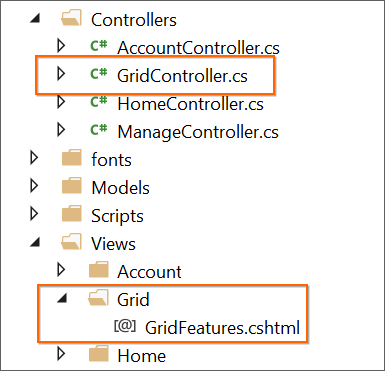 Controllers
C# AccountController.cs
C# GridController.cs
C# HomeController.cs
C# ManageController.cs
fonts
Models
Scripts
Views
Account
Grid
[@] GridFeatures.cshtml
Home